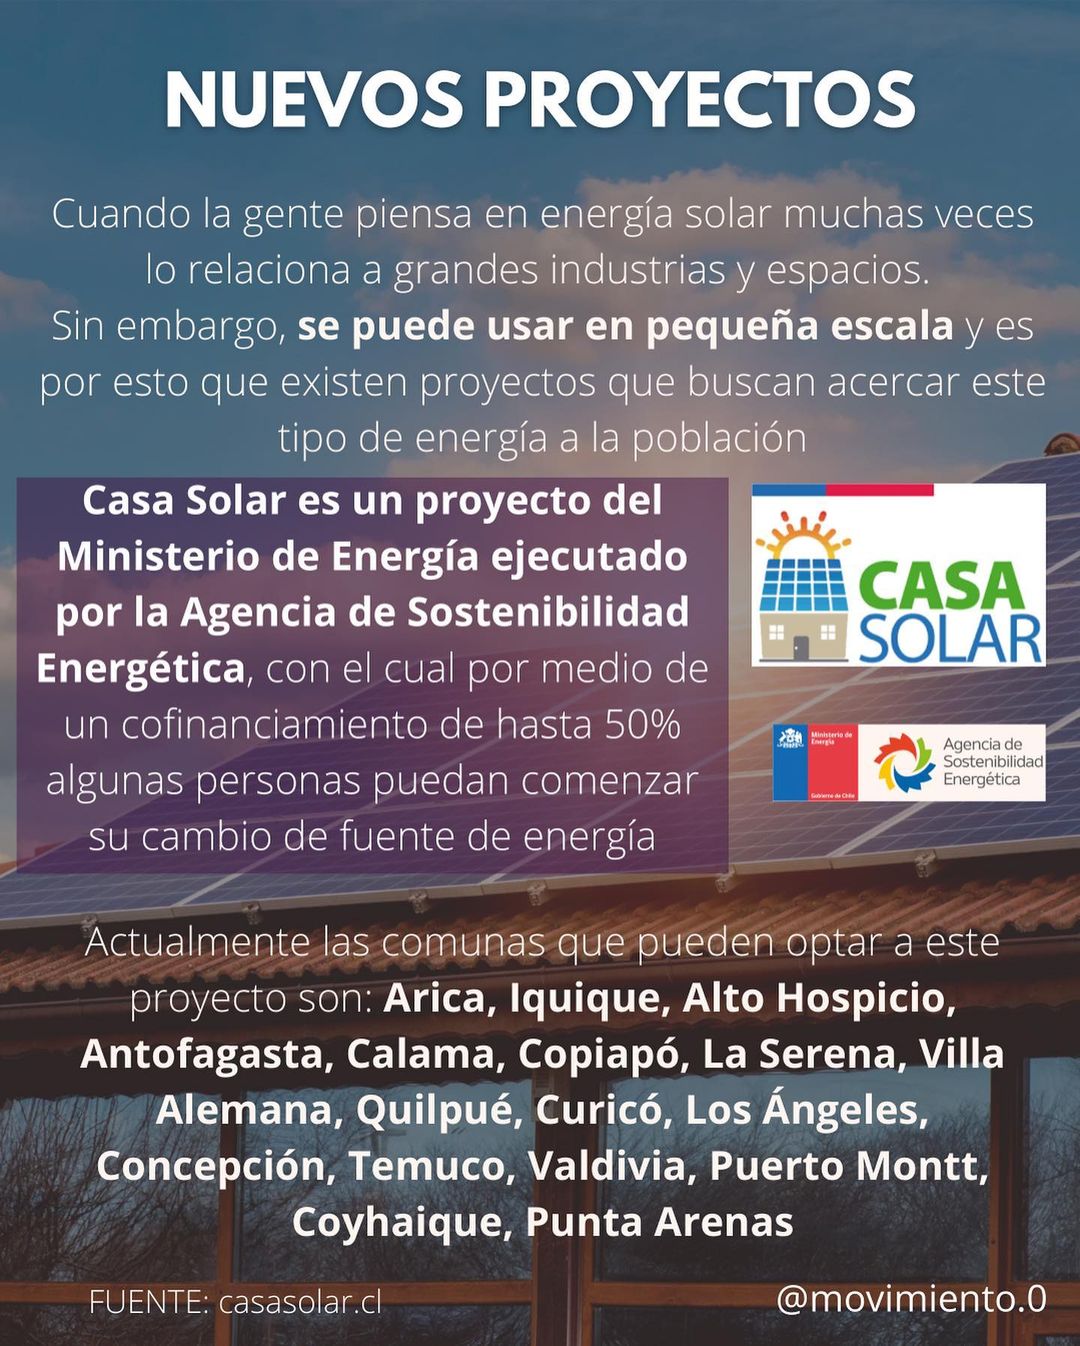 NUEVOS PROYECTOS
Cuando la gente piensa en energía solar muchas veces
lo relaciona a grandes industrias y espacios.
Sin embargo, se puede usar en pequeña escala y es
por esto que existen proyectos que buscan acercar este
tipo de energía a la población
Casa Solar es un proyecto del
Ministerio de Energía ejecutado
por la Agencia de Sostenibilidad
Energética, con el cual por medio de
un cofinanciamiento de hasta 50%
algunas personas puedan comenzar
su cambio de fuente de energía
CASA
SOLAR
Ministerio de
Energía
Gobierno de Chile
Agencia de
Sostenibilidad
Energética
Actualmente las comunas que pueden optar a este
proyecto son: Arica, Iquique, Alto Hospicio,
Antofagasta, Calama, Copiapó, La Serena, Villa
Alemana, Quilpué, Curicó, Los Ángeles,
Concepción, Temuco, Valdivia, Puerto Montt,
Coyhaique, Punta Arenas
FUENTE: casasolar.cl
@movimiento.0